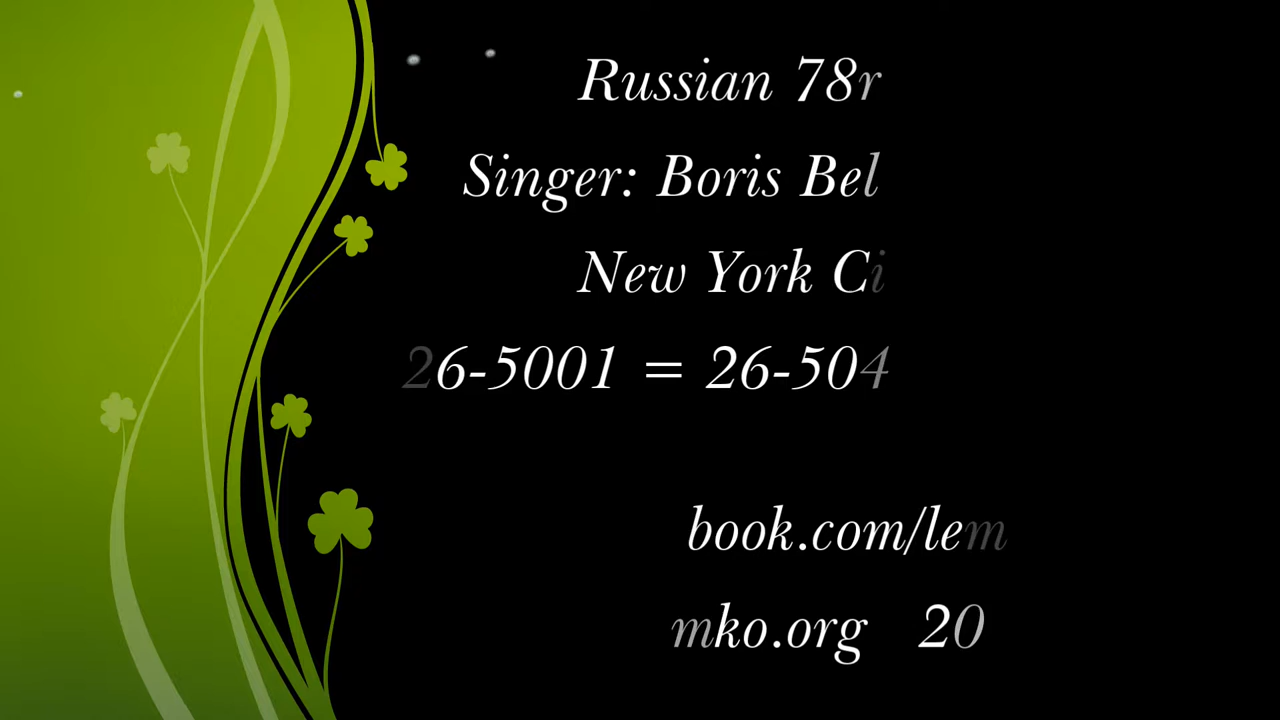 Russian 78r
Singer: Boris Bel
New York Ci
26-5001 = 26-504
book.com/lem
mko.org 20